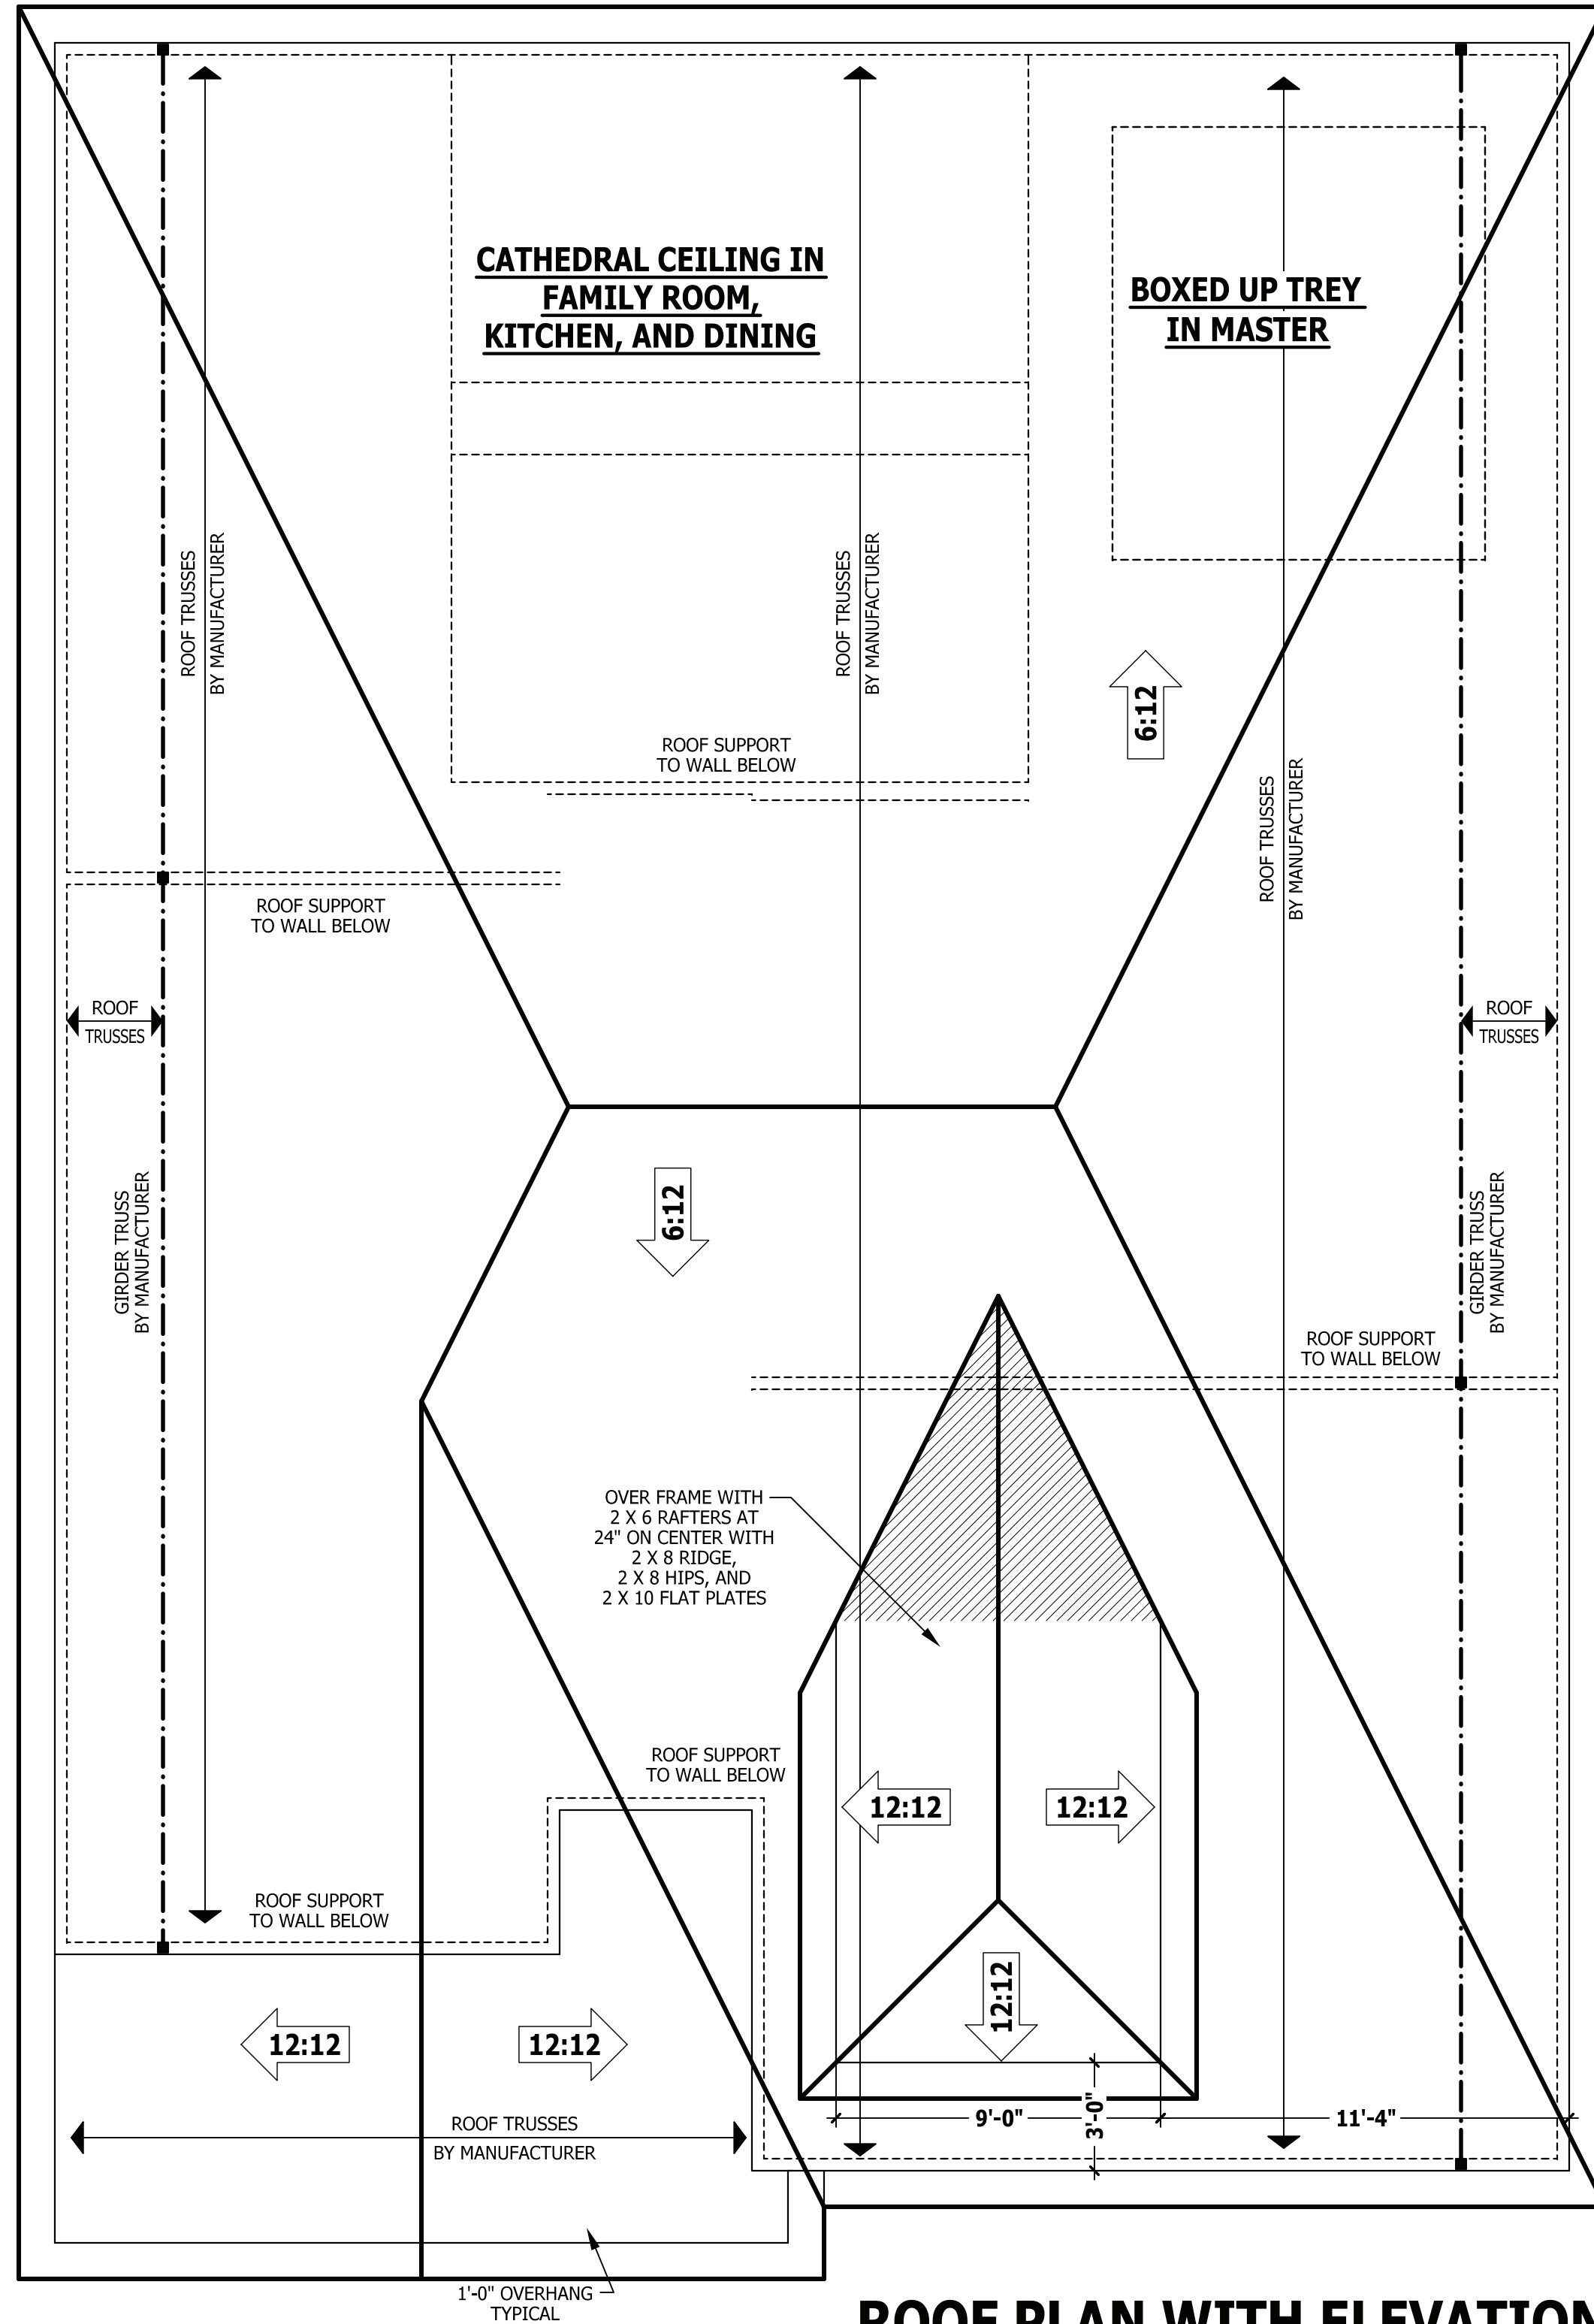 CATHEDRAL CEILING IN
FAMILY ROOM,
KITCHEN, AND DINING
BOXED UP TREY
IN MASTER
ROOF TRUSSES
BY MANUFACTURER
ROOF TRUSSES
BY MANUFACTURER
6:12
ROOF SUPPORT
TO WALL BELOW
ROOF TRUSSES
BY MANUFACTURER
ROOF SUPPORT
TO WALL BELOW
ROOF
TRUSSES
ROOF
TRUSSES
GIRDER TRUSS
BY MANUFACTURER
6:12
GIRDER TRUSS
BY MANUFACTURER
ROOF SUPPORT
TO WALL BELOW
OVER FRAME WITH
2 X 6 RAFTERS AT
24" ON CENTER WITH
2 X 8 RIDGE,
2 X 8 HIPS, AND
2 X 10 FLAT PLATES
ROOF SUPPORT
TO WALL BELOW
12:12
12:12
ROOF SUPPORT
TO WALL BELOW
12:12
12:12
12:12
9'-0"
3'-0"
11'-4"
ROOF TRUSSES
BY MANUFACTURER
1'-0" OVERHANG
TYPICAL
ROOF PLAN WITH ELEVATION